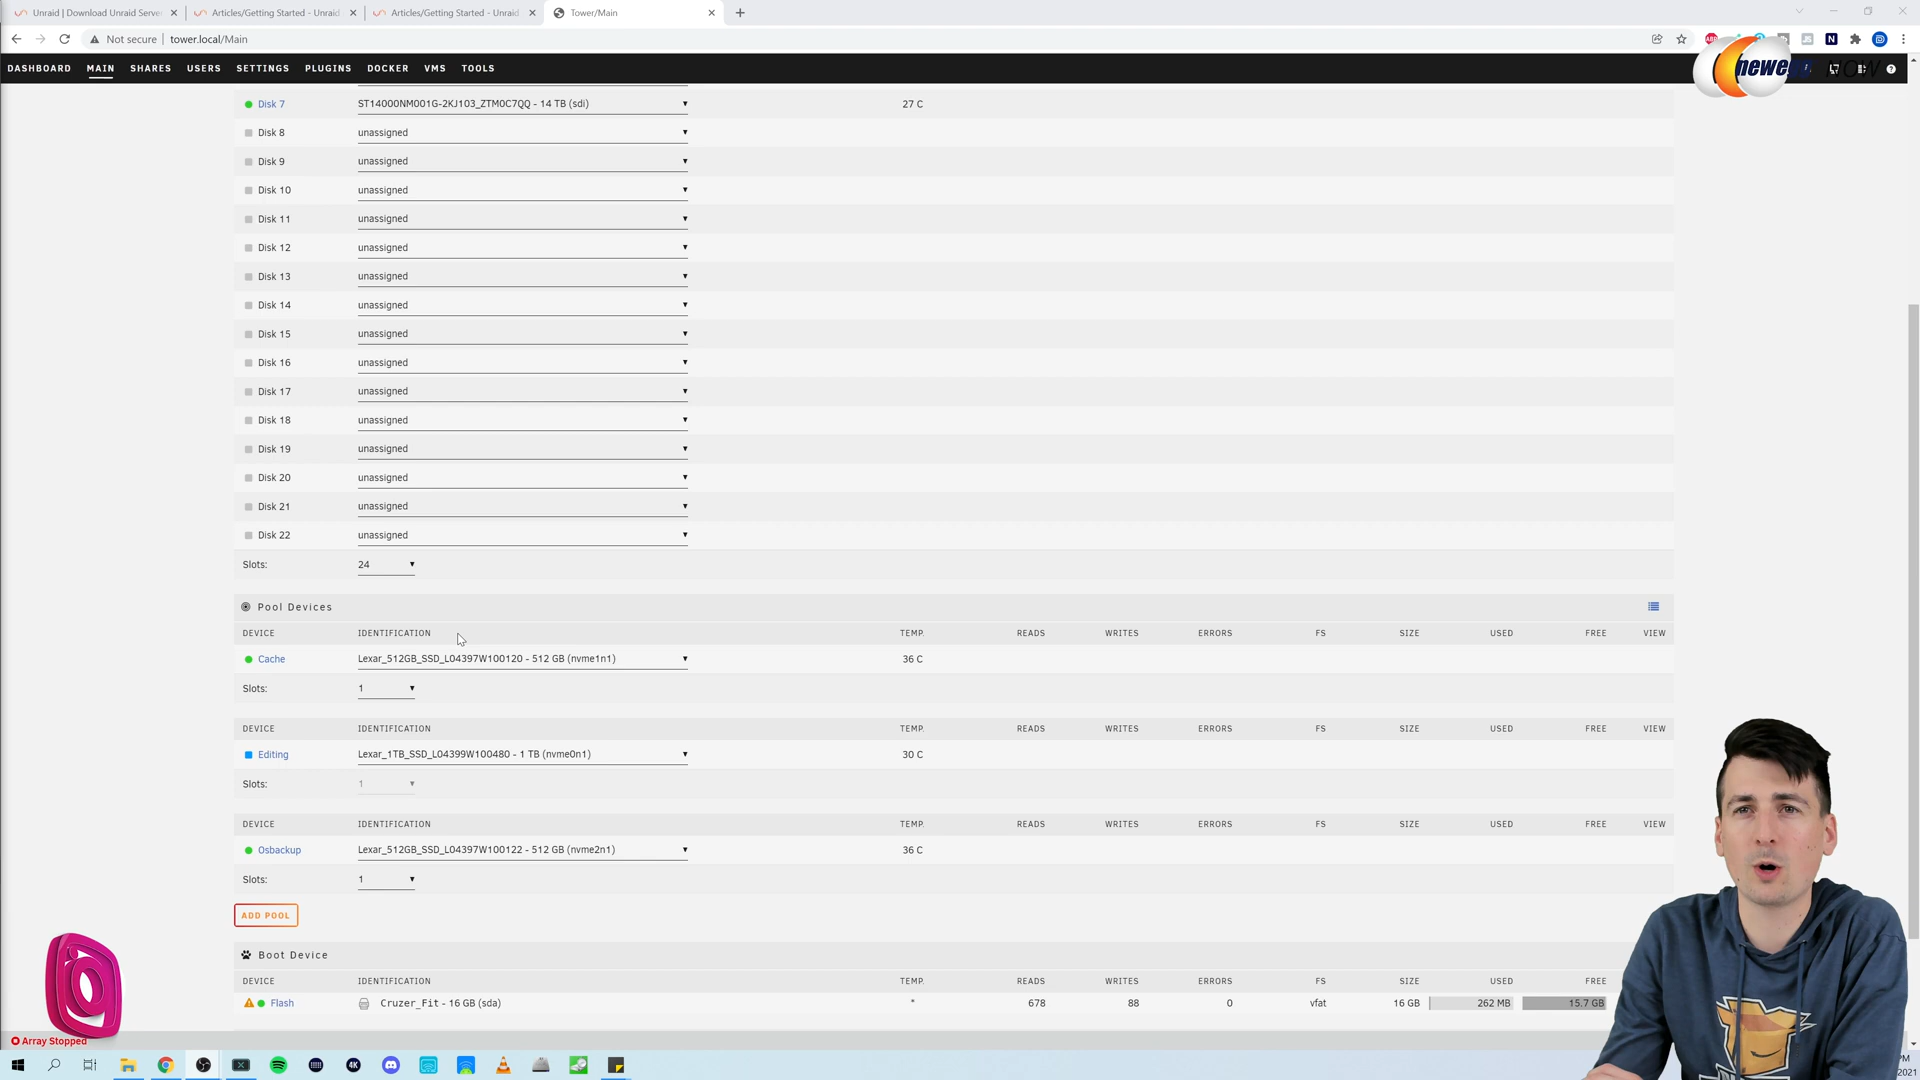 Unraid | Download Unraid Server
Articles/Getting Started - Unraid
Articles/Getting Started - Unraid
Tower/Main
Not secure
tower.local/Main
DASHBOARD MAIN SHARES USERS SETTINGS PLUGINS DOCKER VMS TOOLS
newegg NOW
Disk 7 ST14000NM001G-2KJ103_ZTM0C7QQ - 14 TB (sdi) 27 C
Disk 8 unassigned
Disk 9 unassigned
Disk 10 unassigned
Disk 11 unassigned
Disk 12 unassigned
Disk 13 unassigned
Disk 14 unassigned
Disk 15 unassigned
Disk 16 unassigned
Disk 17 unassigned
Disk 18 unassigned
Disk 19 unassigned
Disk 20 unassigned
Disk 21 unassigned
Disk 22 unassigned
Slots: 24
Pool Devices
DEVICE IDENTIFICATION TEMP. READS WRITES ERRORS FS SIZE USED FREE VIEW
Cache Lexar_512GB_SSD_L04397W100120 - 512 GB (nvme1n1) 36 C
Slots: 1
DEVICE IDENTIFICATION TEMP. READS WRITES ERRORS FS SIZE USED FREE VIEW
Editing Lexar_1TB_SSD_L04399W100480 - 1 TB (nvme0n1) 30 C
Slots: 1
DEVICE IDENTIFICATION TEMP. READS WRITES ERRORS FS SIZE USED FREE VIEW
Osbackup Lexar_512GB_SSD_L04397W100122 - 512 GB (nvme2n1) 36 C
Slots: 1
ADD POOL
Boot Device
DEVICE IDENTIFICATION TEMP. READS WRITES ERRORS FS SIZE USED FREE
Flash Cruzer_Fit - 16 GB (sda) * 678 88 0 vfat 16 GB 262 MB 15.7 GB
Array Stopped
4K
PM
2021